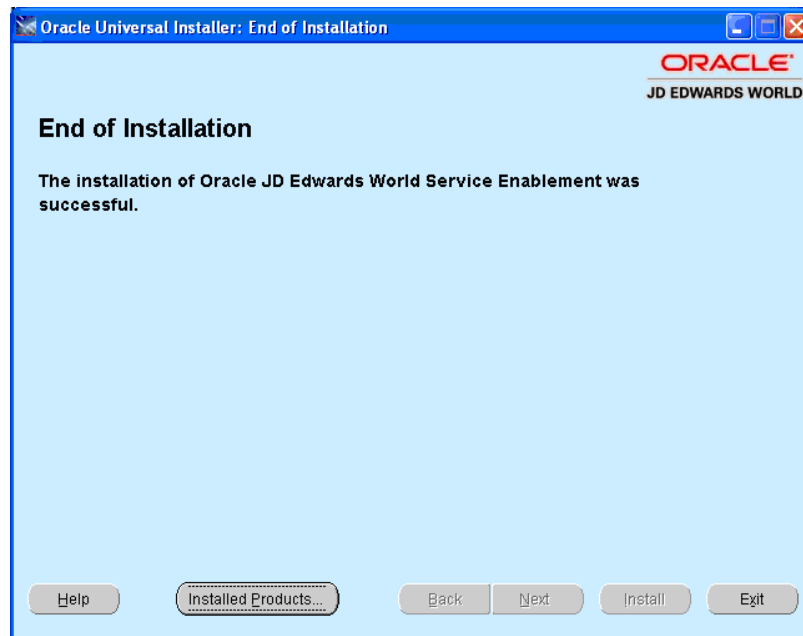 Oracle Universal Installer: End of Installation
ORACLE
JD EDWARDS WORLD
End of Installation
The installation of Oracle JD Edwards World Service Enablement was
successful.
Help
Installed Products...
Back
Next
Install
Exit